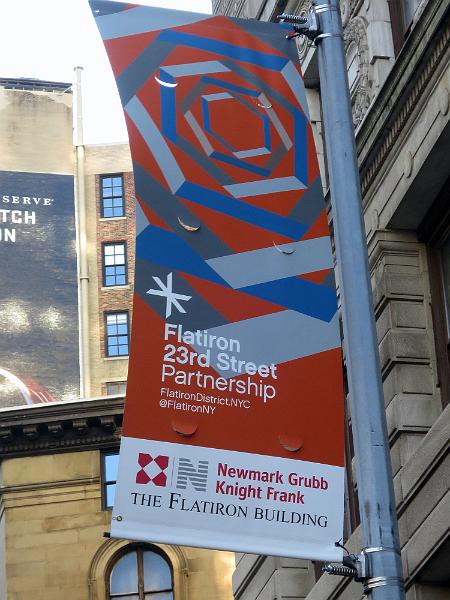 SERVE
TCH
ON
Flatiron
23rd Street
Partnership
FlatironDistrict.NYC
@FlatironNY
Newmark Grubb
Knight Frank
THE FLATIRON BUILDING